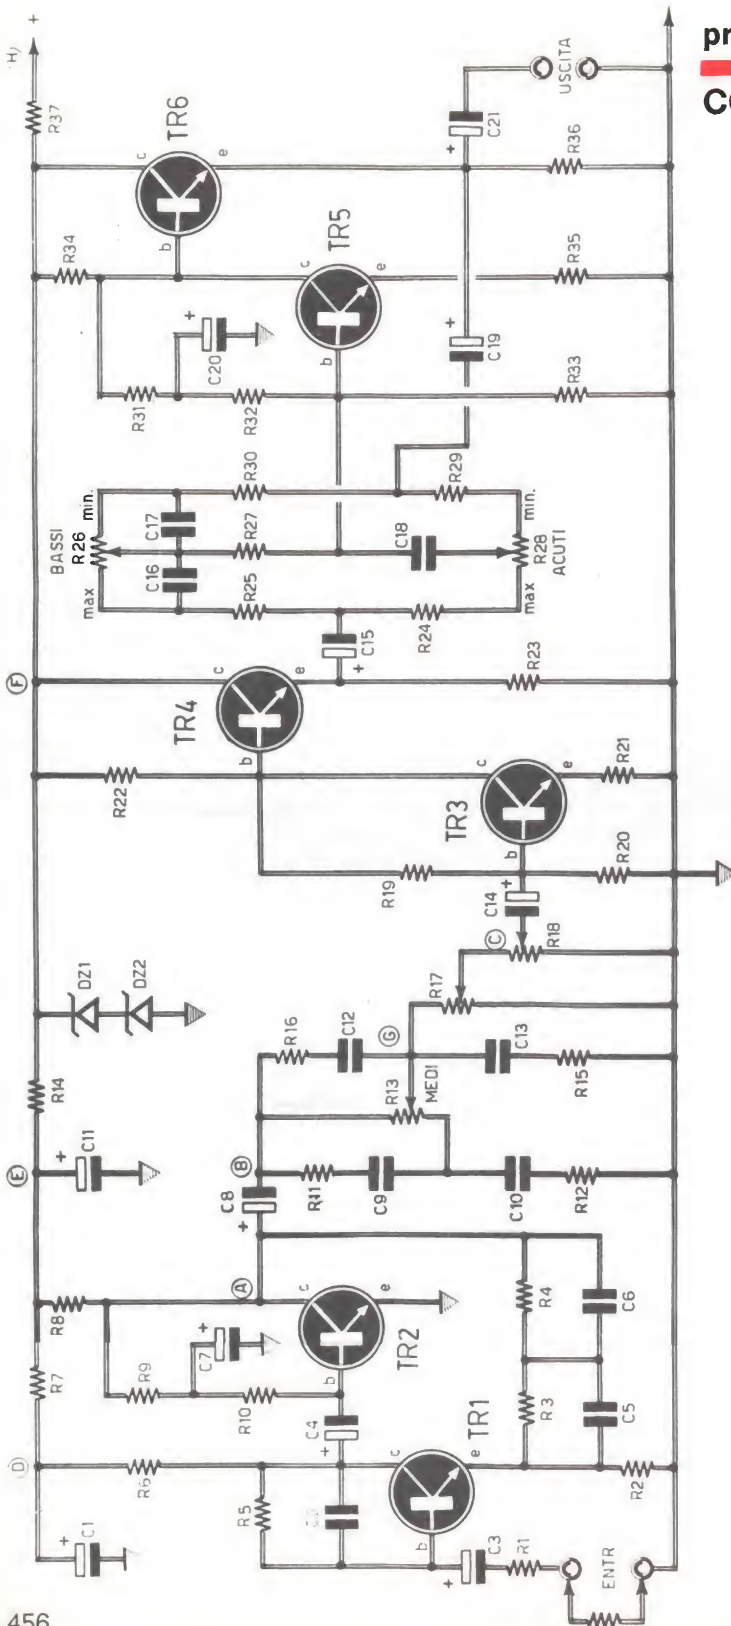 pr
CO
H)
+
R37
c
TR6
b
e
+
C21
USCITA
R36
R34
c
TR5
b
e
R35
+
C20
R31
R32
+
C19
R33
BASSI
R26
max
min.
C16
C17
R25
R27
R30
C18
R24
R29
max
R28
min.
ACUTI
C15
+
F
c
TR4
b
e
R23
R22
c
TR3
b
e
R21
R19
R20
C14
+
C
R18
R17
DZ1
DZ2
R14
R16
C12
G
R13
MEDI
C13
R15
E
+
C11
B
C8
+
R11
C9
C10
R12
R8
A
c
TR2
b
e
R7
R9
+
C7
R10
C4
+
R4
C6
R3
C5
D
R6
R5
c
TR1
b
e
R2
+
C1
+
C3
R1
ENTR
456